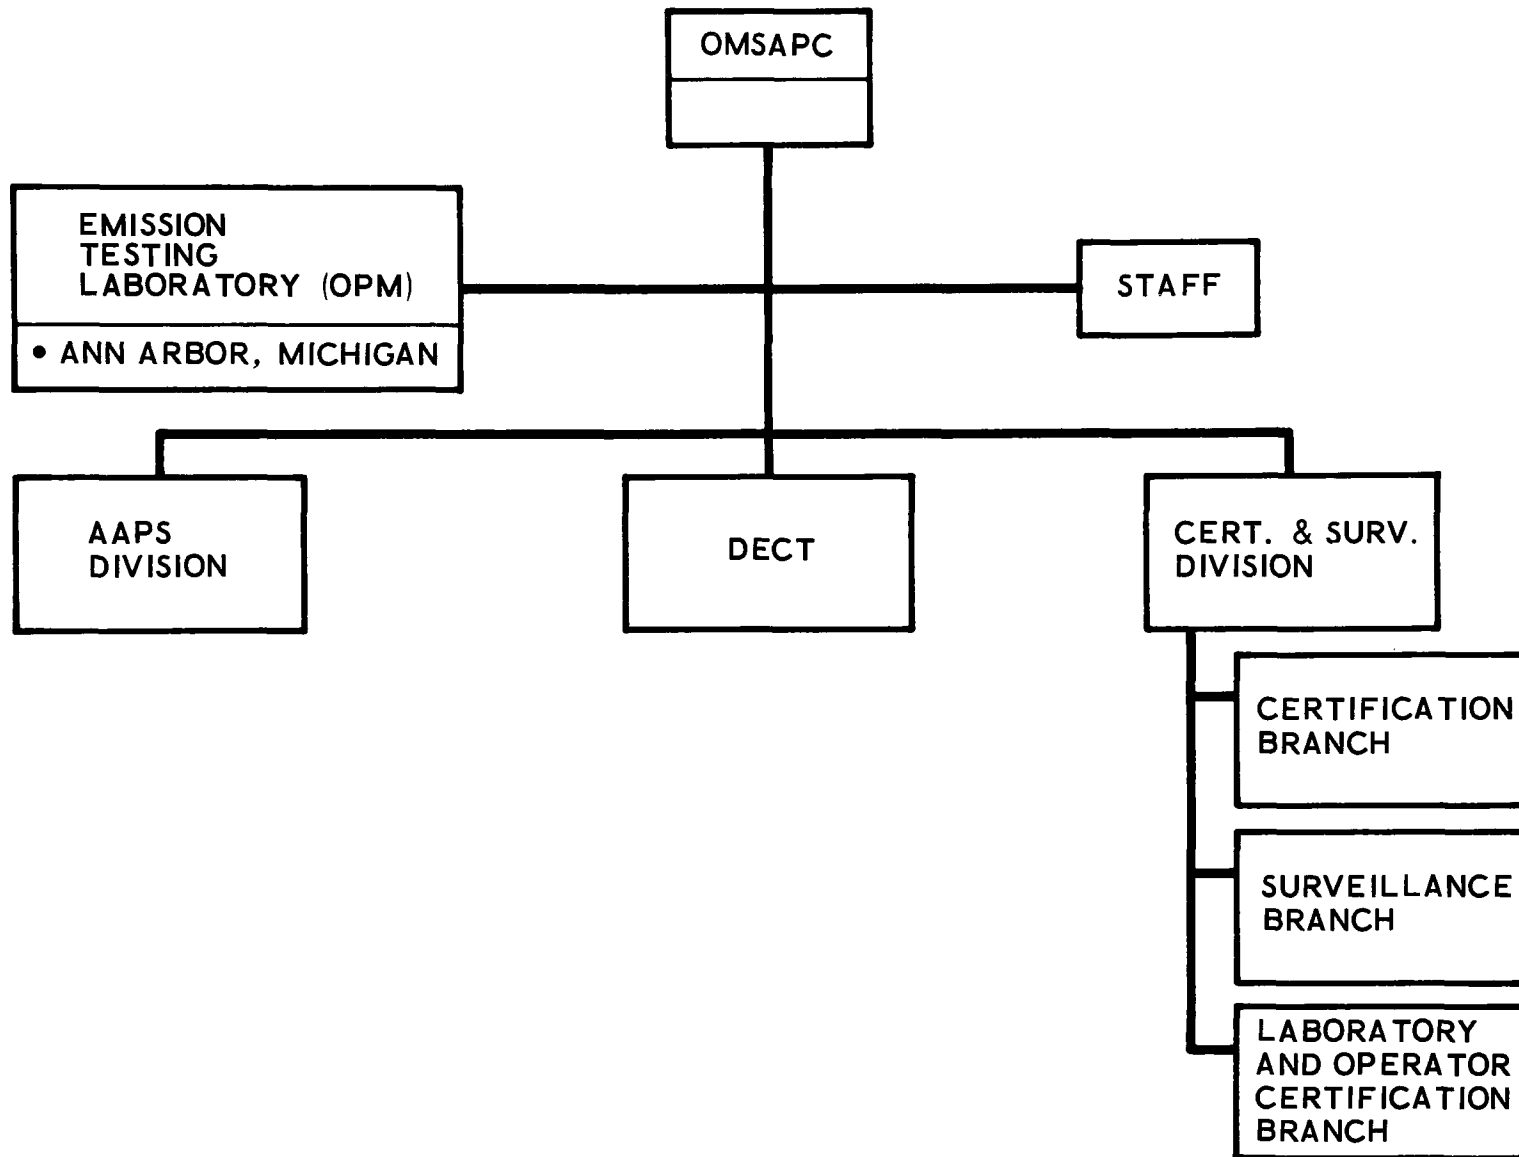 OMSAPC
EMISSION
TESTING
LABORATORY (OPM)
• ANN ARBOR, MICHIGAN
STAFF
AAPS
DIVISION
DECT
CERT. & SURV.
DIVISION
CERTIFICATION
BRANCH
SURVEILLANCE
BRANCH
LABORATORY
AND OPERATOR
CERTIFICATION
BRANCH